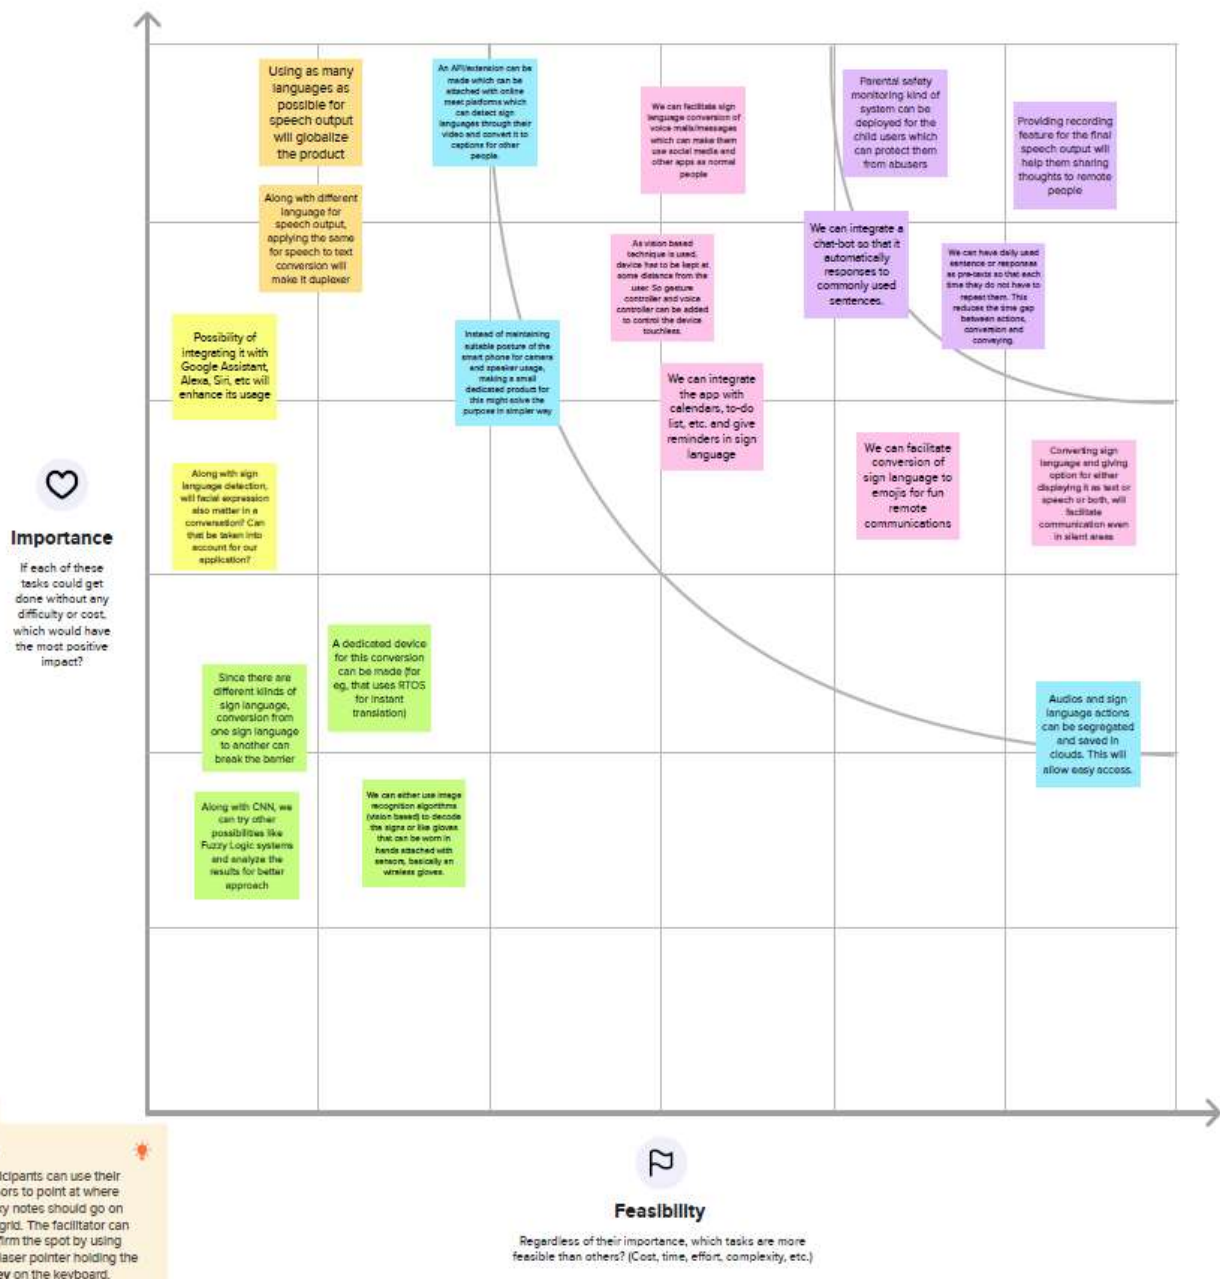 Using as many
languages as
possible for
speech output
will globalize
the product
An API/extension can be
made which can be
attached with online
meet platforms which
can detect sign
languages through their
video and convert it to
captions for other
people.
We can facilitate sign
language conversion of
voice mails/messages
which can make them
use social media and
other apps as normal
people
Parental safety
monitoring kind of
system can be
deployed for the
child users which
can protect them
from abusers
Providing recording
feature for the final
speech output will
help them sharing
thoughts to remote
people
Along with different
language for
speech output,
applying the same
for speech to text
conversion will
make it duplexer
As vision based
technique is used,
device has to be kept at
some distance from the
user. So gesture
controller and voice
controller can be added
to control the device
touchless.
We can integrate a
chat-bot so that it
automatically
responses to
commonly used
sentences.
We can have daily used
sentence or responses
as pre-texts so that each
time they do not have to
repeat them. This
reduces the time gap
between actions,
conversion and
conveying.
Possibility of
integrating it with
Google Assistant,
Alexa, Siri, etc will
enhance its usage
Instead of maintaining
suitable posture of the
smart phone for camera
and speaker usage,
making a small
dedicated product for
this might solve the
purpose in simpler way
We can integrate
the app with
calendars, to-do
list, etc. and give
reminders in sign
language
We can facilitate
conversion of
sign language to
emojis for fun
remote
communications
Converting sign
language and giving
option for either
displaying it as text or
speech or both, will
facilitate
communication even
in silent areas
Along with sign
language detection,
will facial expression
also matter in a
conversation? Can
that be taken into
account for our
application?
Importance
If each of these
tasks could get
done without any
difficulty or cost,
which would have
the most positive
impact?
A dedicated device
for this conversion
can be made (for
eg, that uses RTOS
for instant
translation)
Since there are
different kiinds of
sign language,
conversion from
one sign language
to another can
break the barrier
Audios and sign
language actions
can be segregated
and saved in
clouds. This will
allow easy access.
Along with CNN, we
can try other
possibilities like
Fuzzy Logic systems
and analyze the
results for better
approach
We can either use image
recognition algorithms
(vision based) to decode
the signs or like gloves
that can be worn in
hands attached with
sensors, basically an
wireless gloves.
icipants can use their
ors to point at where
ky notes should go on
grid. The facilitator can
firm the spot by using
laser pointer holding the
ey on the keyboard.
Feasibility
Regardless of their importance, which tasks are more
feasible than others? (Cost, time, effort, complexity, etc.)